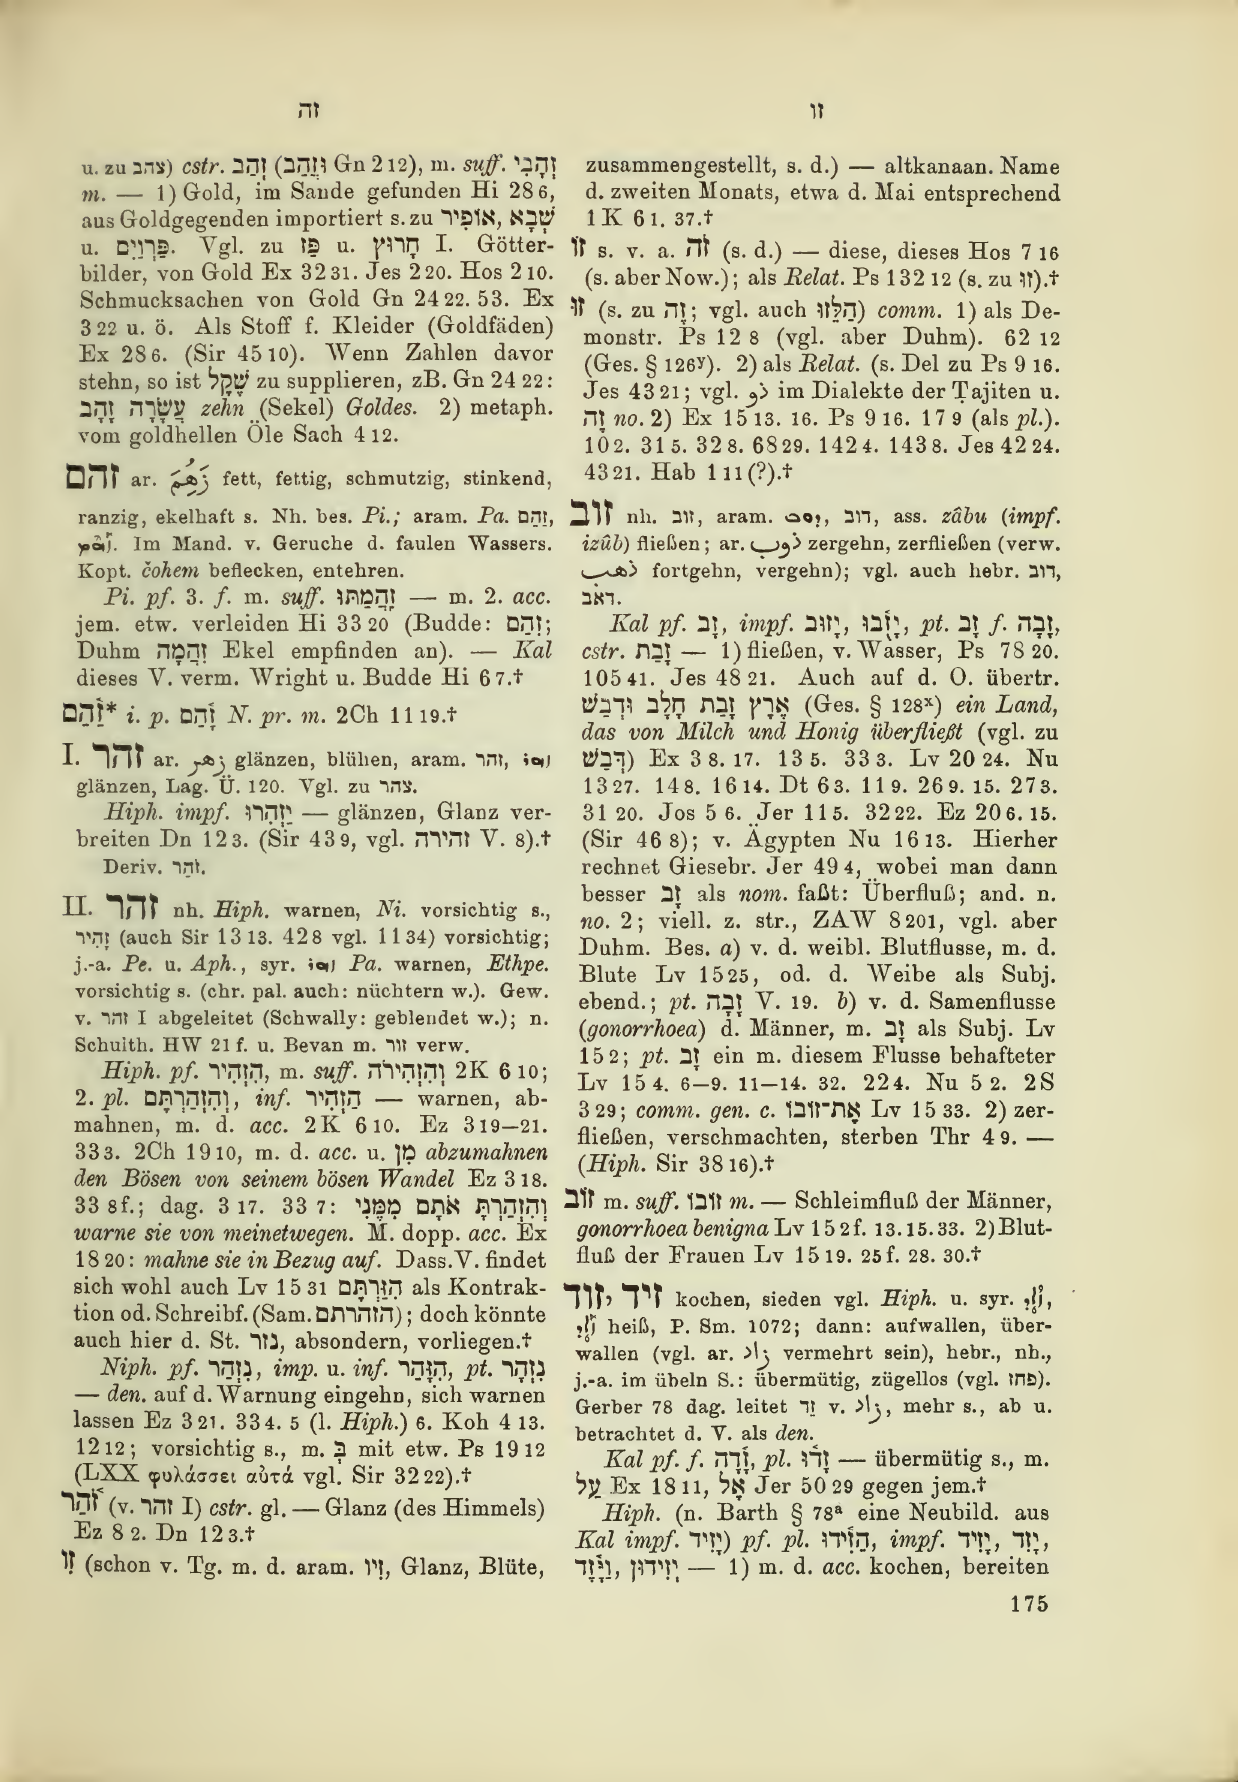 זה
זו
u. zu צהב) cstr. זְהַב (וּזֲהַב Gn 2 12), m. suff. זְהָבִי
m. — 1) Gold, im Sande gefunden Hi 28 6,
aus Goldgegenden importiert s. zu אוֹפִיר, שְׁבָא
u. פַּרְוַיִם. Vgl. zu פַּז u. חָרוּץ I. Götter-
bilder, von Gold Ex 32 31. Jes 2 20. Hos 2 10.
Schmucksachen von Gold Gn 24 22. 53. Ex
3 22 u. ö. Als Stoff f. Kleider (Goldfäden)
Ex 28 6. (Sir 45 10). Wenn Zahlen davor
stehn, so ist שֶׁקֶל zu supplieren, zB. Gn 24 22:
עֲשָׂרָה זָהָב zehn (Sekel) Goldes. 2) metaph.
vom goldhellen Öle Sach 4 12.
זהם ar. زَهُمَ fett, fettig, schmutzig, stinkend,
ranzig, ekelhaft s. Nh. bes. Pi.; aram. Pa. זַהֵם,
Im Mand. v. Geruche d. faulen Wassers.
Kopt. čohem beflecken, entehren.
Pi. pf. 3. f. m. suff. זִהֲמַתּוּ — m. 2. acc.
jem. etw. verleiden Hi 33 20 (Budde: זִהַם;
Duhm זִהֲמָה Ekel empfinden an). — Kal
dieses V. verm. Wright u. Budde Hi 6 7.†
זַהַם* i. p. זָהַם N. pr. m. 2Ch 11 19.†
I. זהר ar. زهر glänzen, blühen, aram. זהר, ܙܗܪ
glänzen, Lag. Ü. 120. Vgl. zu צהר.
Hiph. impf. יַזְהִרוּ — glänzen, Glanz ver-
breiten Dn 12 3. (Sir 43 9, vgl. זהירה V. 8).†
Deriv. זֹהַר.
II. זהר nh. Hiph. warnen, Ni. vorsichtig s.,
זָהִיר (auch Sir 13 13. 42 8 vgl. 11 34) vorsichtig;
j.-a. Pe. u. Aph., syr. ܙܗܪ Pa. warnen, Ethpe.
vorsichtig s. (chr. pal. auch: nüchtern w.). Gew.
v. זהר I abgeleitet (Schwally: geblendet w.); n.
Schulth. HW 21 f. u. Bevan m. זור verw.
Hiph. pf. הִזְהִיר, m. suff. וְהִזְהִירֹה 2K 6 10;
2. pl. וְהִזְהַרְתֶּם, inf. הַזְהִיר — warnen, ab-
mahnen, m. d. acc. 2K 6 10. Ez 3 19–21.
33 3. 2Ch 19 10, m. d. acc. u. מִן abzumahnen
den Bösen von seinem bösen Wandel Ez 3 18.
33 8f.; dag. 3 17. 33 7: וְהִזְהַרְתָּ אֹתָם מִמֶּנִּי
warne sie von meinetwegen. M. dopp. acc. Ex
18 20: mahne sie in Bezug auf. Dass. V. findet
sich wohl auch Lv 15 31 הִזַּרְתֶּם als Kontrak-
tion od. Schreibf. (Sam. הזהרתם); doch könnte
auch hier d. St. נזר, absondern, vorliegen.†
Niph. pf. נִזְהָר, imp. u. inf. הִזָּהֵר, pt. נִזְהָר
— den. auf d. Warnung eingehn, sich warnen
lassen Ez 3 21. 33 4. 5 (l. Hiph.) 6. Koh 4 13.
12 12; vorsichtig s., m. בְּ mit etw. Ps 19 12
(LXX φυλάσσει αὐτά vgl. Sir 32 22).†
זֹהַר (v. זהר I) cstr. gl. — Glanz (des Himmels)
Ez 8 2. Dn 12 3.†
זִו (schon v. Tg. m. d. aram. זִיו, Glanz, Blüte,
zusammengestellt, s. d.) — altkanaan. Name
d. zweiten Monats, etwa d. Mai entsprechend
1 K 6 1. 37.†
זוֹ s. v. a. זֹה (s. d.) — diese, dieses Hos 7 16
(s. aber Now.); als Relat. Ps 132 12 (s. zu זוּ).†
זוּ (s. zu זֶה; vgl. auch הַלֵּזוּ) comm. 1) als De-
monstr. Ps 12 8 (vgl. aber Duhm). 62 12
(Ges. § 126ʸ). 2) als Relat. (s. Del zu Ps 9 16.
Jes 43 21; vgl. ذو im Dialekte der Ṭajiten u.
זֶה no. 2) Ex 15 13. 16. Ps 9 16. 17 9 (als pl.).
10 2. 31 5. 32 8. 68 29. 142 4. 143 8. Jes 42 24.
43 21. Hab 1 11 (?).†
זוב nh. זוב, aram. דוב, ass. zâbu (impf.
izûb) fließen; ar. ذوب zergehn, zerfließen (verw.
ذهب fortgehn, vergehn); vgl. auch hebr. דוב,
דאב.
Kal pf. זָב, impf. יָזוּב, יָזֻבוּ, pt. זָב f. זָבָה,
cstr. זָבַת — 1) fließen, v. Wasser, Ps 78 20.
105 41. Jes 48 21. Auch auf d. O. übertr.
אֶרֶץ זָבַת חָלָב וּדְבַשׁ (Ges. § 128ˣ) ein Land,
das von Milch und Honig überfließt (vgl. zu
דְּבַשׁ) Ex 3 8. 17. 13 5. 33 3. Lv 20 24. Nu
13 27. 14 8. 16 14. Dt 6 3. 11 9. 26 9. 15. 27 3.
31 20. Jos 5 6. Jer 11 5. 32 22. Ez 20 6. 15.
(Sir 46 8); v. Ägypten Nu 16 13. Hierher
rechnet Giesebr. Jer 49 4, wobei man dann
besser זָב als nom. faßt: Überfluß; and. n.
no. 2; viell. z. str., ZAW 8 201, vgl. aber
Duhm. Bes. a) v. d. weibl. Blutflusse, m. d.
Blute Lv 15 25, od. d. Weibe als Subj.
ebend.; pt. זָבָה V. 19. b) v. d. Samenflusse
(gonorrhoea) d. Männer, m. זָב als Subj. Lv
15 2; pt. זָב ein m. diesem Flusse behafteter
Lv 15 4. 6–9. 11–14. 32. 22 4. Nu 5 2. 2S
3 29; comm. gen. c. אֶת־זוֹבוֹ Lv 15 33. 2) zer-
fließen, verschmachten, sterben Thr 4 9. —
(Hiph. Sir 38 16).†
זוֹב m. suff. זוֹבוֹ m. — Schleimfluß der Männer,
gonorrhoea benigna Lv 15 2f. 13. 15. 33. 2) Blut-
fluß der Frauen Lv 15 19. 25 f. 28. 30.†
זוד, זיד kochen, sieden vgl. Hiph. u. syr.
heiß, P. Sm. 1072; dann: aufwallen, über-
wallen (vgl. ar. زاد vermehrt sein), hebr., nh.,
j.-a. im übeln S.: übermütig, zügellos (vgl. פחז).
Gerber 78 dag. leitet זֵד v. زاد, mehr s., ab u.
betrachtet d. V. als den.
Kal pf. f. זָדָה, pl. זָדוּ — übermütig s., m.
עַל Ex 18 11, אֶל Jer 50 29 gegen jem.†
Hiph. (n. Barth § 78ᵃ eine Neubild. aus
Kal impf. יָזִיד) pf. pl. הֵזִידוּ, impf. יָזִיד, יָזֵד,
יְזִידוּן, וַיָּזֶד — 1) m. d. acc. kochen, bereiten
175